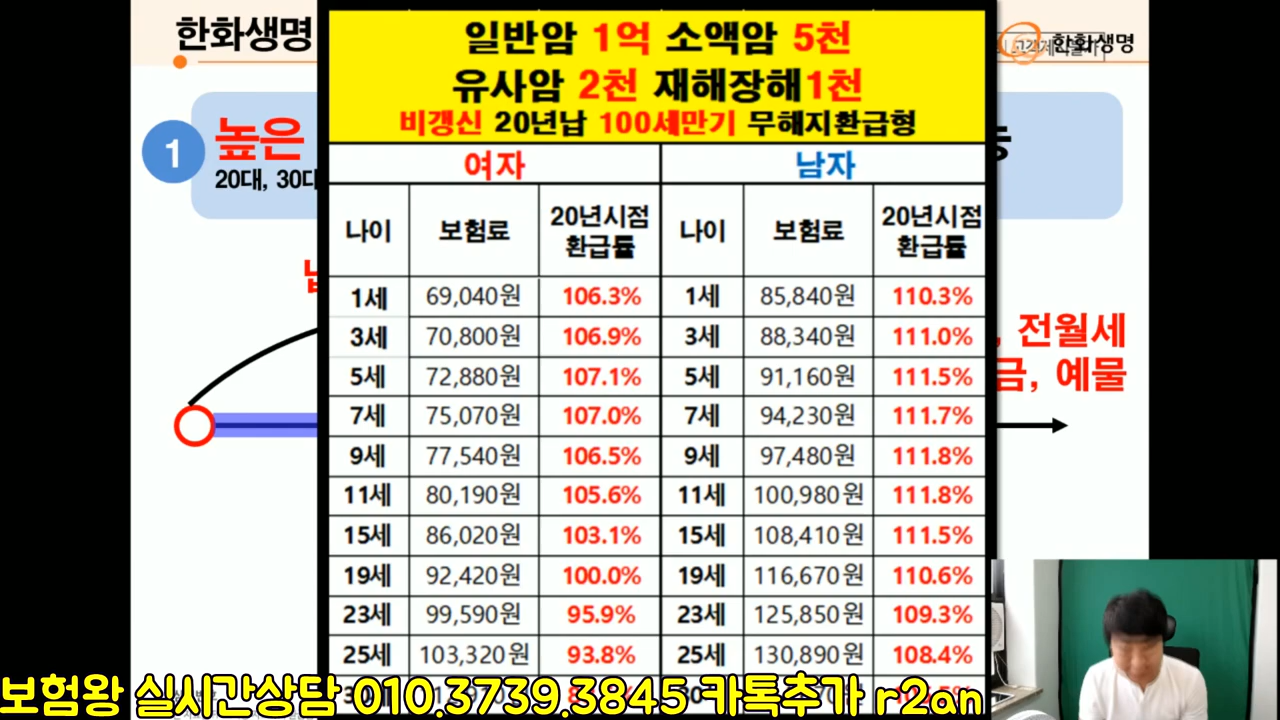 한화생명
한화생명
일반암 1억 소액암 5천
유사암 2천 재해장해1천
비갱신 20년납 100세만기 무해지환급형
1
높은
20대, 30대
전월세
금, 예물
여자 남자
나이 보험료 20년시점 환급률 나이 보험료 20년시점 환급률
1세 69,040원 106.3% 1세 85,840원 110.3%
3세 70,800원 106.9% 3세 88,340원 111.0%
5세 72,880원 107.1% 5세 91,160원 111.5%
7세 75,070원 107.0% 7세 94,230원 111.7%
9세 77,540원 106.5% 9세 97,480원 111.8%
11세 80,190원 105.6% 11세 100,980원 111.8%
15세 86,020원 103.1% 15세 108,410원 111.5%
19세 92,420원 100.0% 19세 116,670원 110.6%
23세 99,590원 95.9% 23세 125,850원 109.3%
25세 103,320원 93.8% 25세 130,890원 108.4%
보험왕 실시간상담 010.3739.3845 카톡추가 r2an